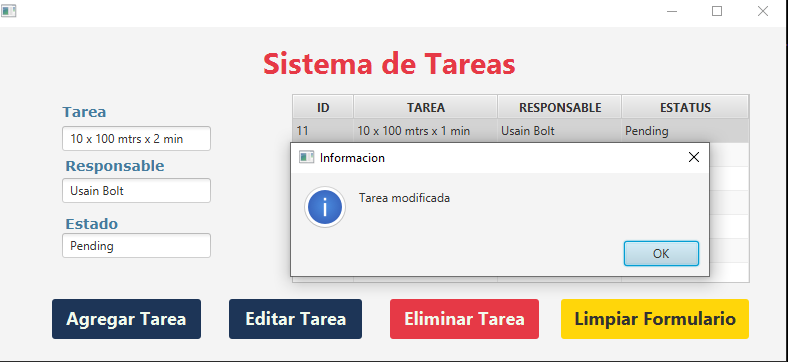 Sistema de Tareas
Tarea
10 x 100 mtrs x 2 min
Responsable
Usain Bolt
Estado
Pending
ID TAREA RESPONSABLE ESTATUS
11 10 x 100 mtrs x 1 min Usain Bolt Pending
Informacion
Tarea modificada
OK
Agregar Tarea Editar Tarea Eliminar Tarea Limpiar Formulario